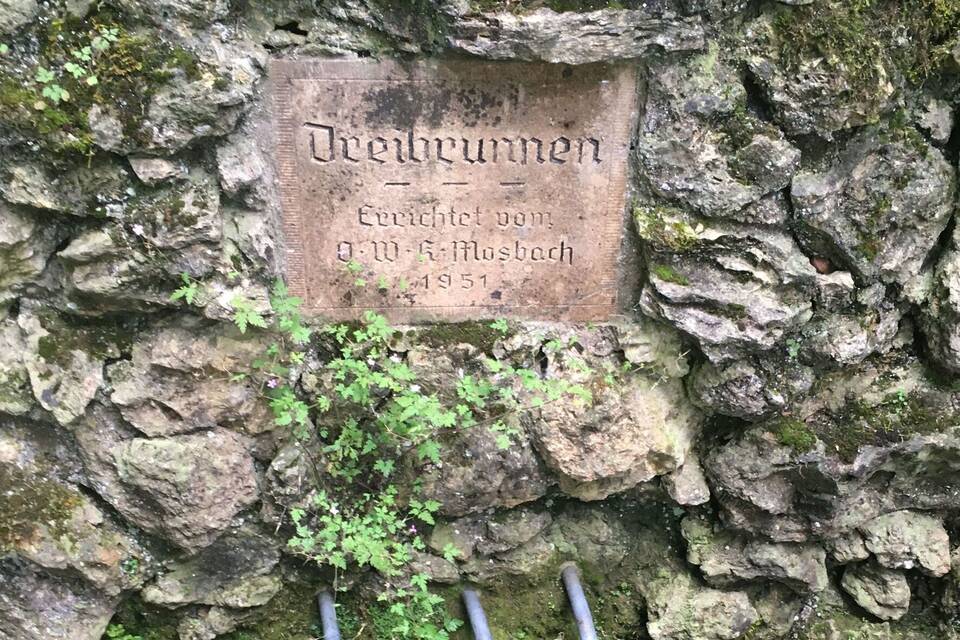 Dreibrunnen
— — —
Errichtet vom
O·W·K·Mosbach
1951